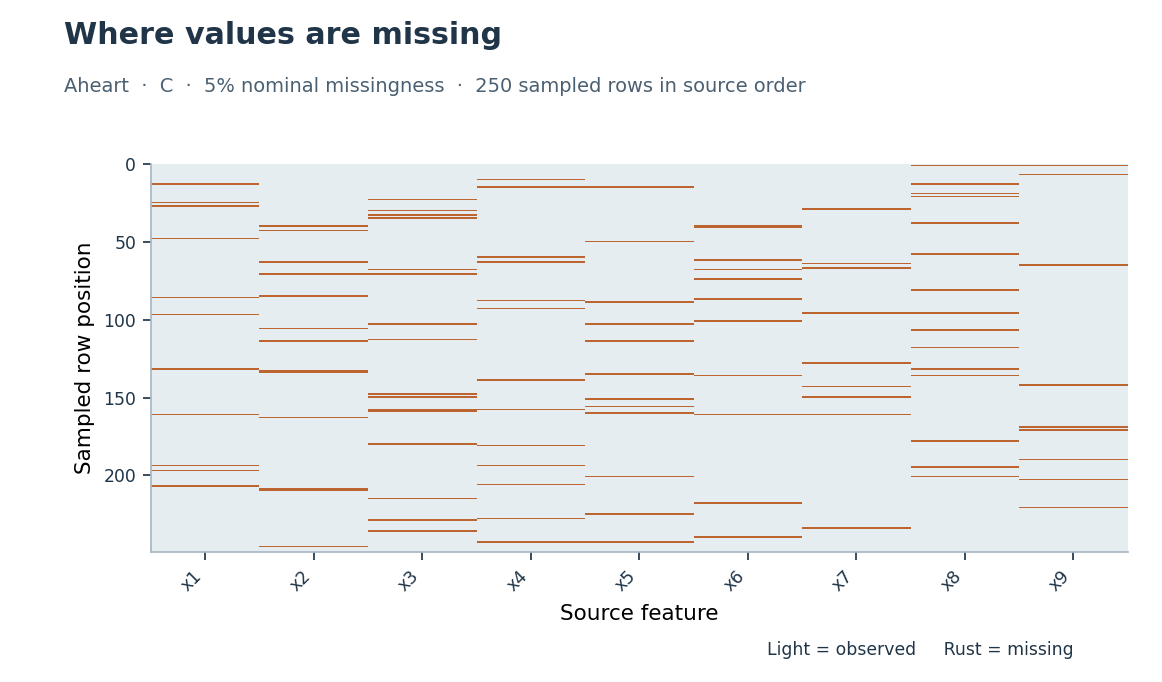 Where values are missing
Aheart · C · 5% nominal missingness · 250 sampled rows in source order
0
50
100
150
200
Sampled row position
x1 x2 x3 x4 x5 x6 x7 x8 x9
Source feature
Light = observed Rust = missing